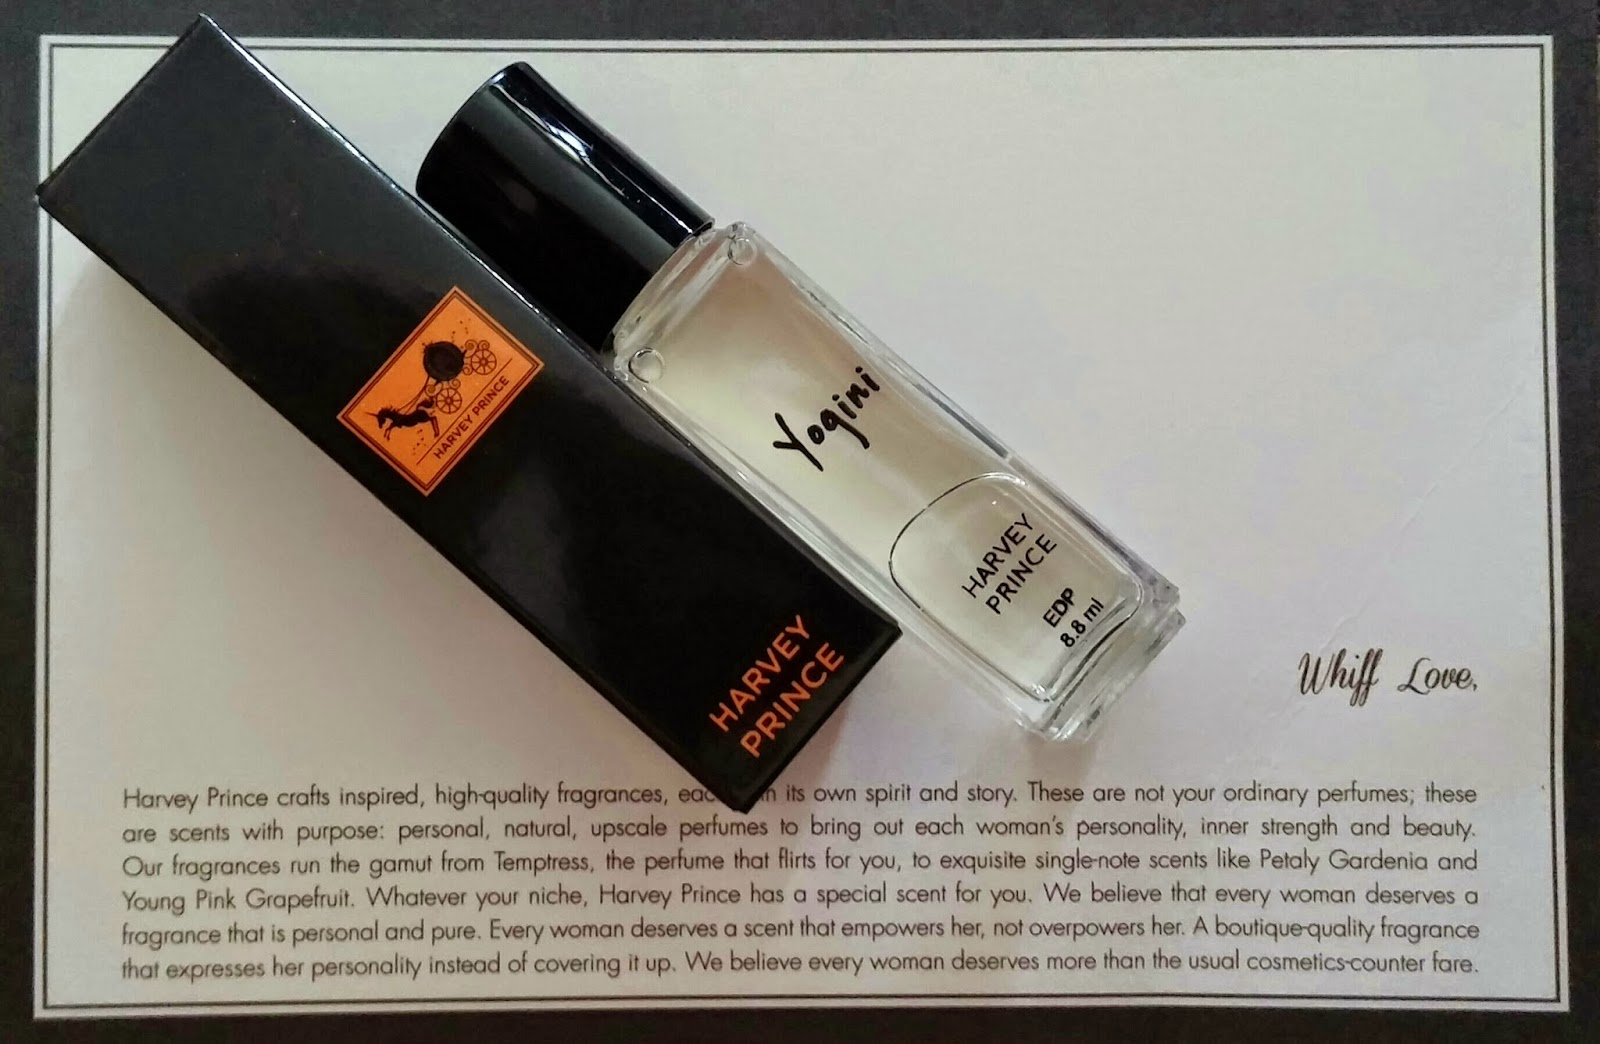 HARVEY PRINCE
HARVEY
PRINCE
Yogini
HARVEY
PRINCE
EDP
8.8 ml
Whiff Love,
Harvey Prince crafts inspired, high-quality fragrances, its own spirit and story. These are not your ordinary perfumes; these
are scents with purpose: personal, natural, upscale perfumes to bring out each woman's personality, inner strength and beauty.
Our fragrances run the gamut from Temptress, the perfume that flirts for you, to exquisite single-note scents like Petaly Gardenia and
Young Pink Grapefruit. Whatever your niche, Harvey Prince has a special scent for you. We believe that every woman deserves a
fragrance that is personal and pure. Every woman deserves a scent that empowers her, not overpowers her. A boutique-quality fragrance
that expresses her personality instead of covering it up. We believe every woman deserves more than the usual cosmetics-counter fare.